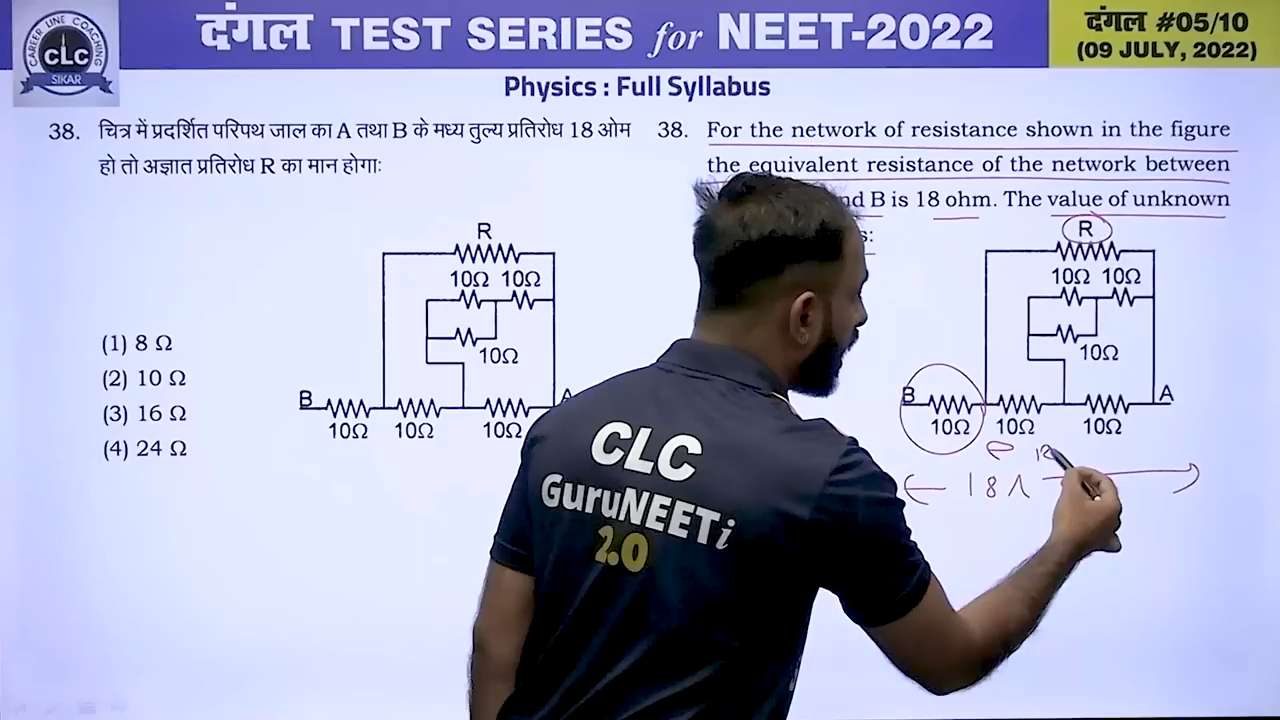 CAREER LINE COACHING
CLC
SIKAR
दंगल TEST SERIES for NEET-2022
दंगल #05/10
(09 JULY, 2022)
Physics : Full Syllabus
38. चित्र में प्रदर्शित परिपथ जाल का A तथा B के मध्य तुल्य प्रतिरोध 18 ओम
हो तो अज्ञात प्रतिरोध R का मान होगाः
R
10Ω 10Ω
10Ω
(1) 8 Ω
(2) 10 Ω
(3) 16 Ω
(4) 24 Ω
B
A
10Ω 10Ω 10Ω
38. For the network of resistance shown in the figure
the equivalent resistance of the network between
B is 18 ohm. The value of unknown
R
10Ω 10Ω
10Ω
B
A
10Ω 10Ω 10Ω
18
CLC
GuruNEETi
2.0